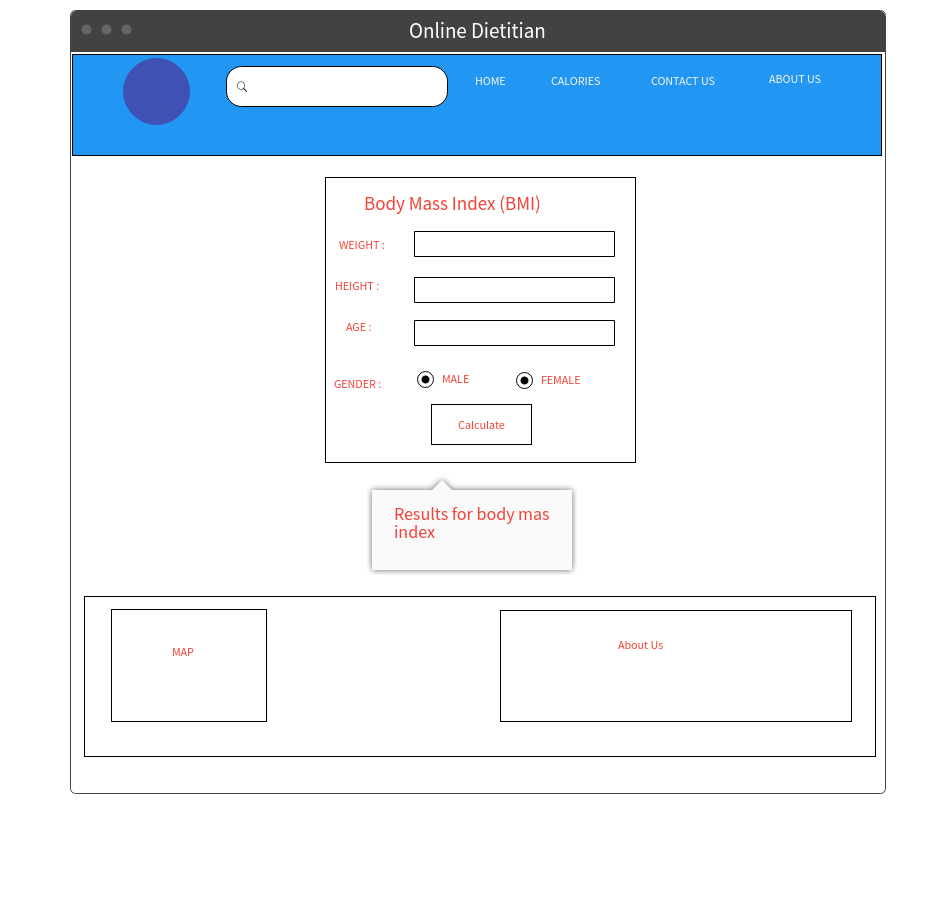 Online Dietitian
HOME CALORIES CONTACT US ABOUT US
Body Mass Index (BMI)
WEIGHT :
HEIGHT :
AGE :
GENDER : MALE FEMALE
Calculate
Results for body mas
index
MAP About Us